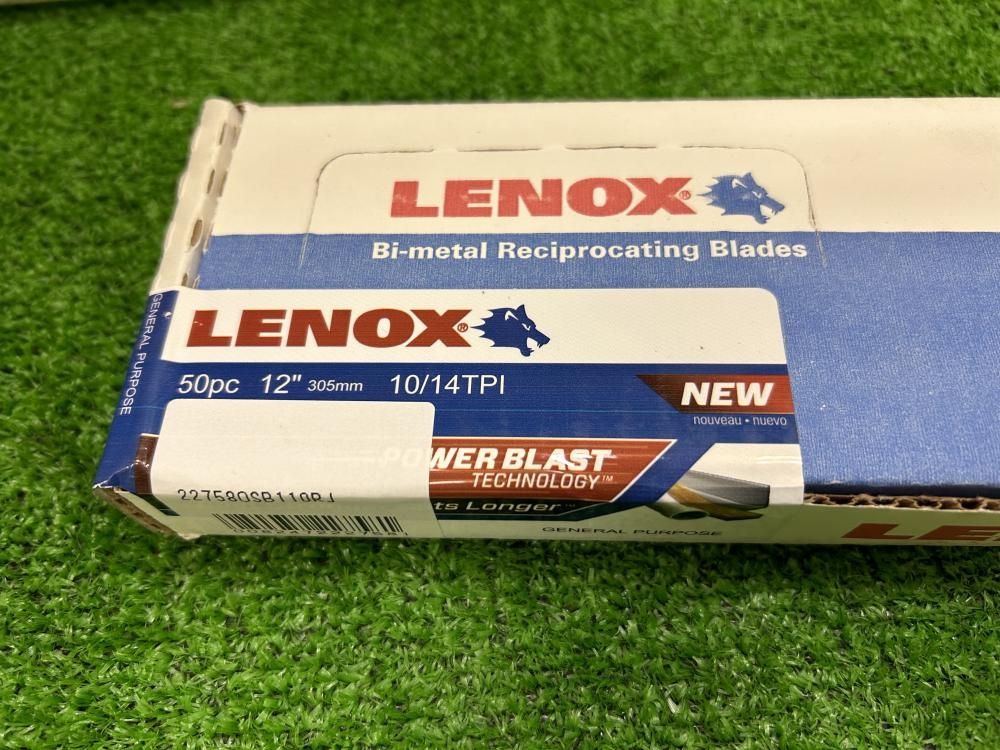 LENOX®
Bi-metal Reciprocating Blades
GENERAL PURPOSE
LENOX®
50pc 12" 305mm 10/14TPI
NEW
nouveau • nuevo
POWER BLAST
TECHNOLOGY™
Longer™
GENERAL PURPOSE